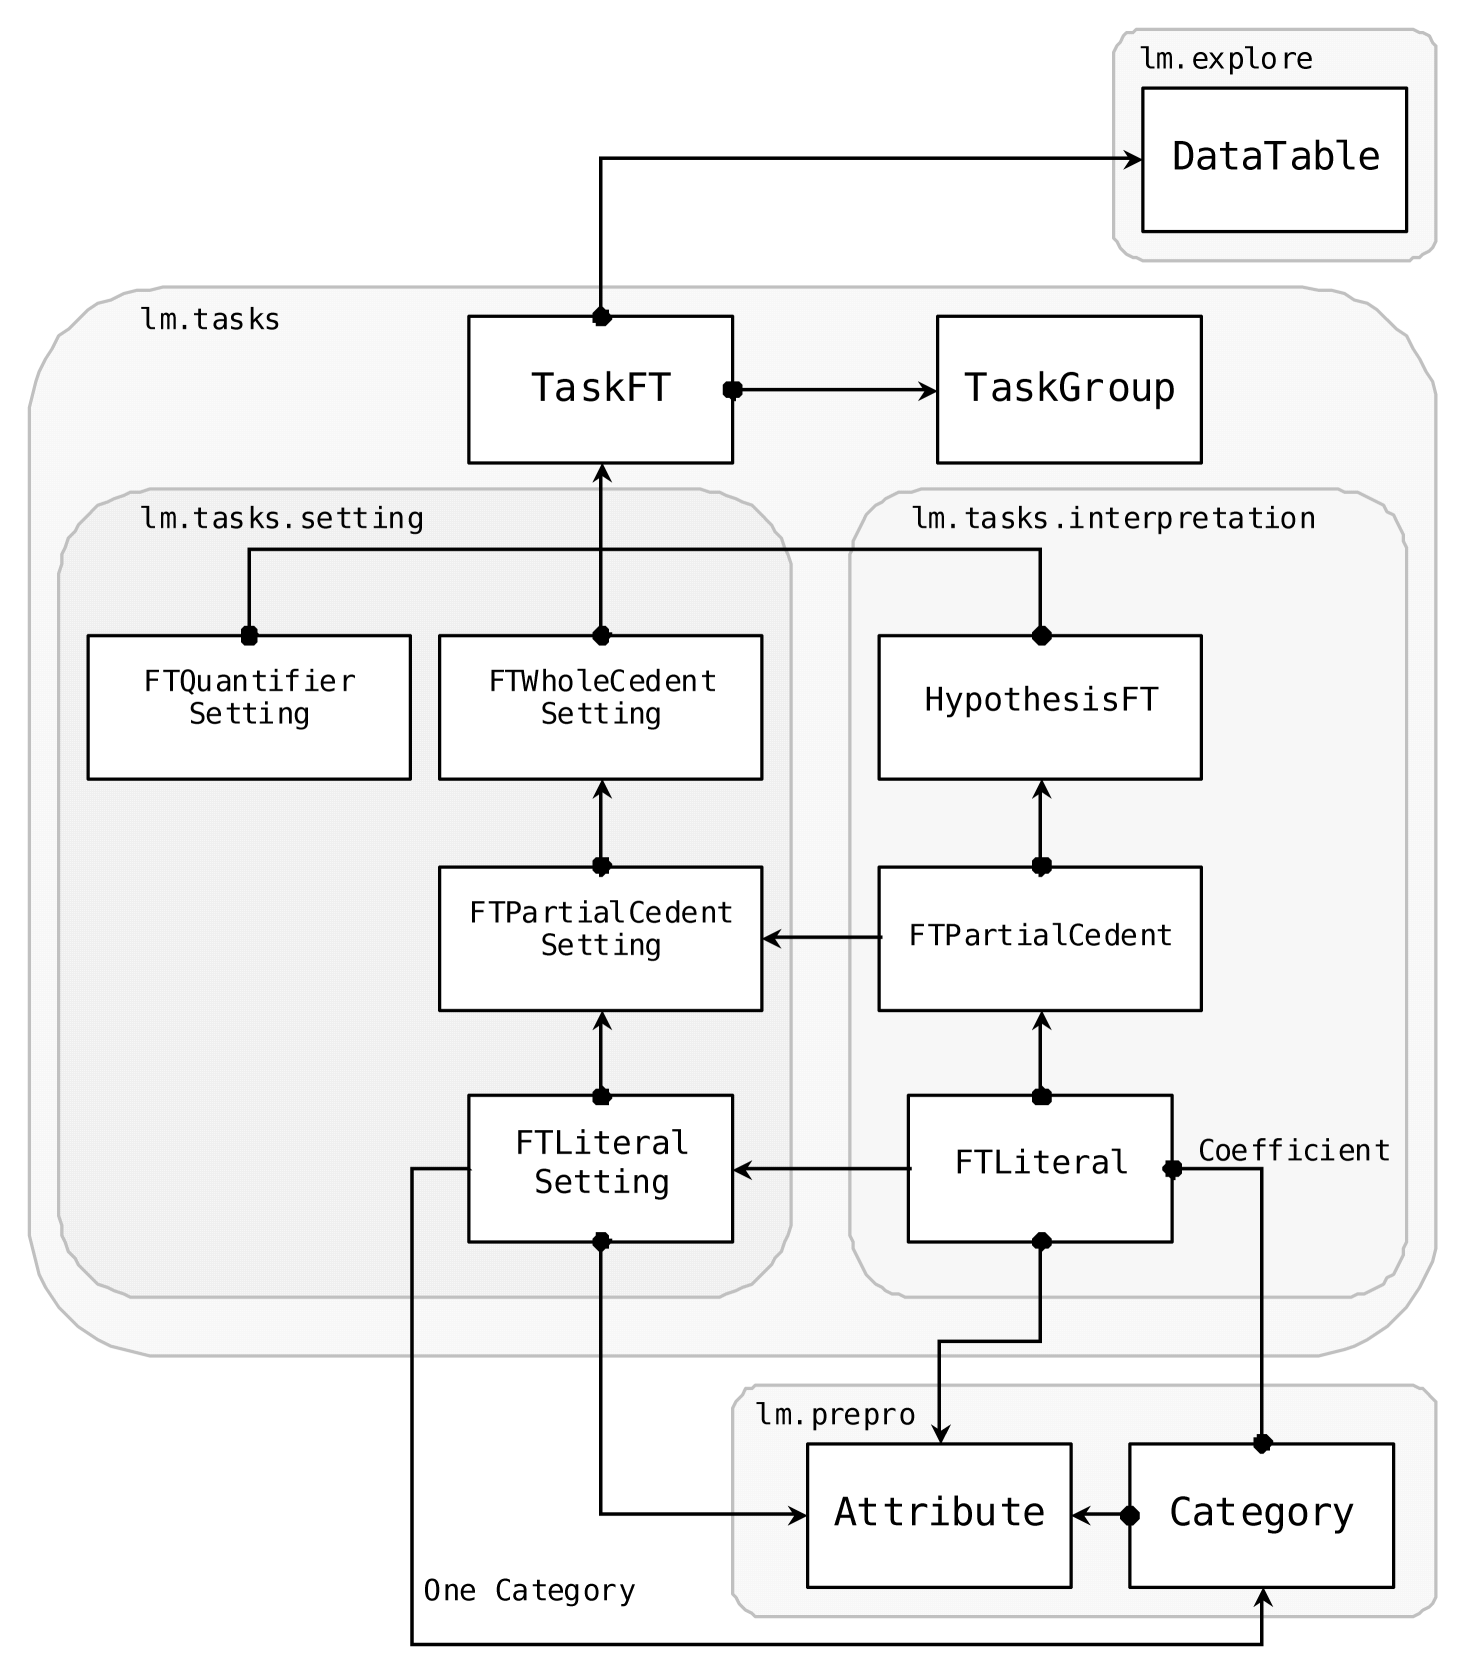 lm.explore
DataTable
lm.tasks
TaskFT
TaskGroup
lm.tasks.setting
lm.tasks.interpretation
FTQuantifier
Setting
FTWholeCedent
Setting
HypothesisFT
FTPartialCedent
Setting
FTPartialCedent
FTLiteral
Setting
FTLiteral
Coefficient
lm.prepro
Attribute
Category
One Category